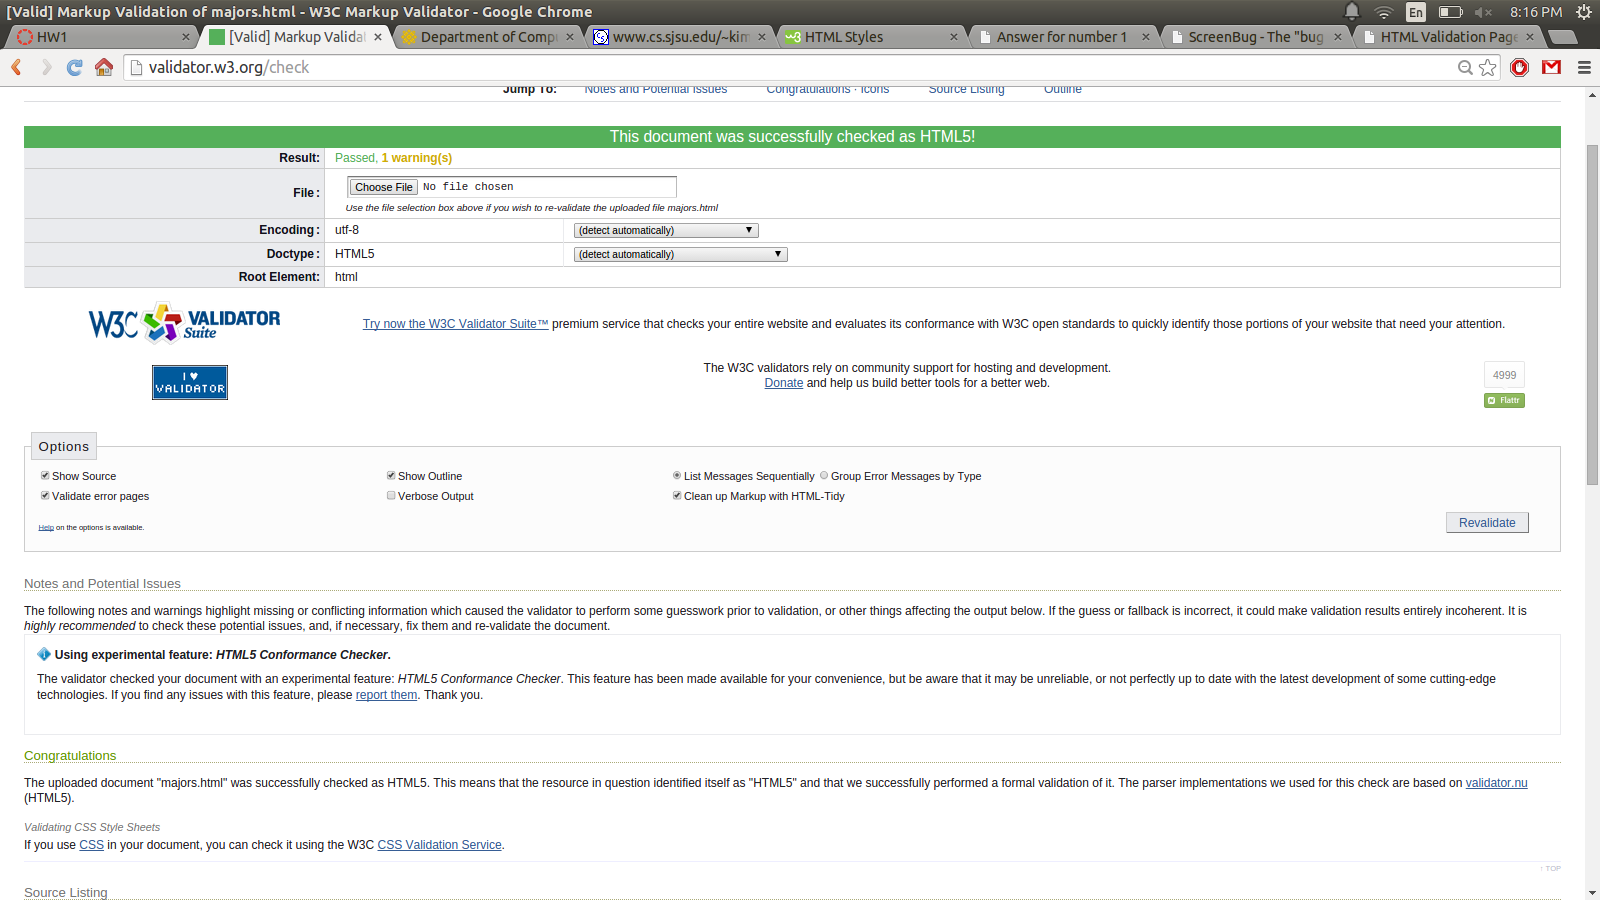 [Valid] Markup Validation of majors.html - W3C Markup Validator - Google Chrome
En
8:16 PM
HW1
[Valid] Markup Valida
Department of Comp
www.cs.sjsu.edu/~kim
HTML Styles
Answer for number 1
ScreenBug - The "bug
HTML Validation Page
validator.w3.org/check
Jump To: Notes and Potential Issues Congratulations · Icons Source Listing Outline
This document was successfully checked as HTML5!
Result: Passed, 1 warning(s)
File: Choose File No file chosen
Use the file selection box above if you wish to re-validate the uploaded file majors.html
Encoding: utf-8 (detect automatically)
Doctype: HTML5 (detect automatically)
Root Element: html
W3C VALIDATOR Suite
Try now the W3C Validator Suite™ premium service that checks your entire website and evaluates its conformance with W3C open standards to quickly identify those portions of your website that need your attention.
I ♥ VALIDATOR
The W3C validators rely on community support for hosting and development.
Donate and help us build better tools for a better web.
4999
Flattr
Options
Show Source Show Outline List Messages Sequentially Group Error Messages by Type
Validate error pages Verbose Output Clean up Markup with HTML-Tidy
Help on the options is available.
Revalidate
Notes and Potential Issues
The following notes and warnings highlight missing or conflicting information which caused the validator to perform some guesswork prior to validation, or other things affecting the output below. If the guess or fallback is incorrect, it could make validation results entirely incoherent. It is
highly recommended to check these potential issues, and, if necessary, fix them and re-validate the document.
Using experimental feature: HTML5 Conformance Checker.
The validator checked your document with an experimental feature: HTML5 Conformance Checker. This feature has been made available for your convenience, but be aware that it may be unreliable, or not perfectly up to date with the latest development of some cutting-edge
technologies. If you find any issues with this feature, please report them. Thank you.
Congratulations
The uploaded document "majors.html" was successfully checked as HTML5. This means that the resource in question identified itself as "HTML5" and that we successfully performed a formal validation of it. The parser implementations we used for this check are based on validator.nu
(HTML5).
Validating CSS Style Sheets
If you use CSS in your document, you can check it using the W3C CSS Validation Service.
↑ TOP
Source Listing